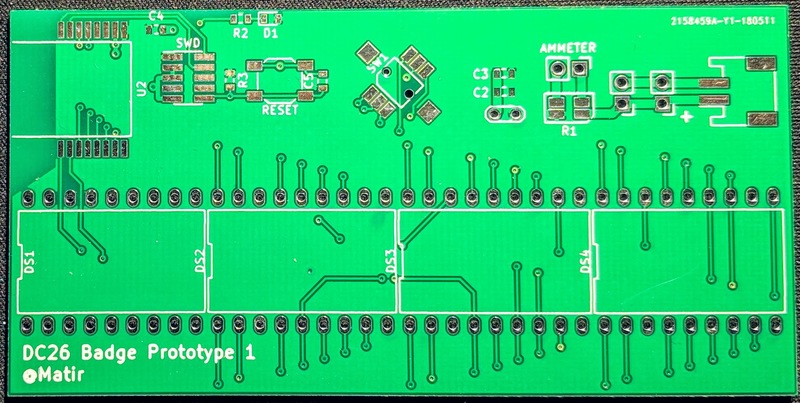 C4
2158459A-Y1-180511
R2 D1
SWD
AMMETER
U2
R3
C5
C3
C2
RESET
R1
+
DS1
DS2
DS3
DS4
DC26 Badge Prototype 1
@Matir